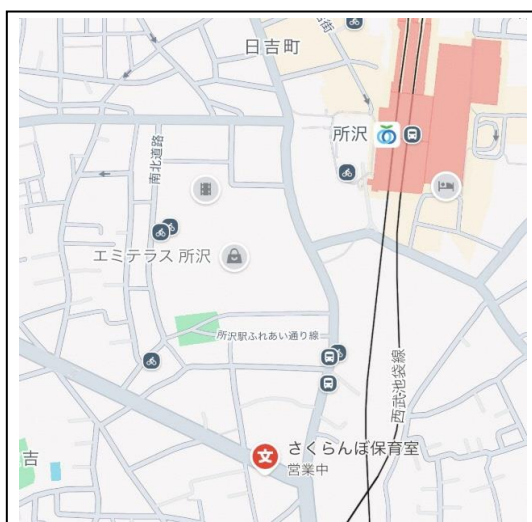 日吉町
所沢
南北道路
エミテラス 所沢
所沢駅ふれあい通り線
西武池袋線
さくらんぼ保育室
営業中
文
吉